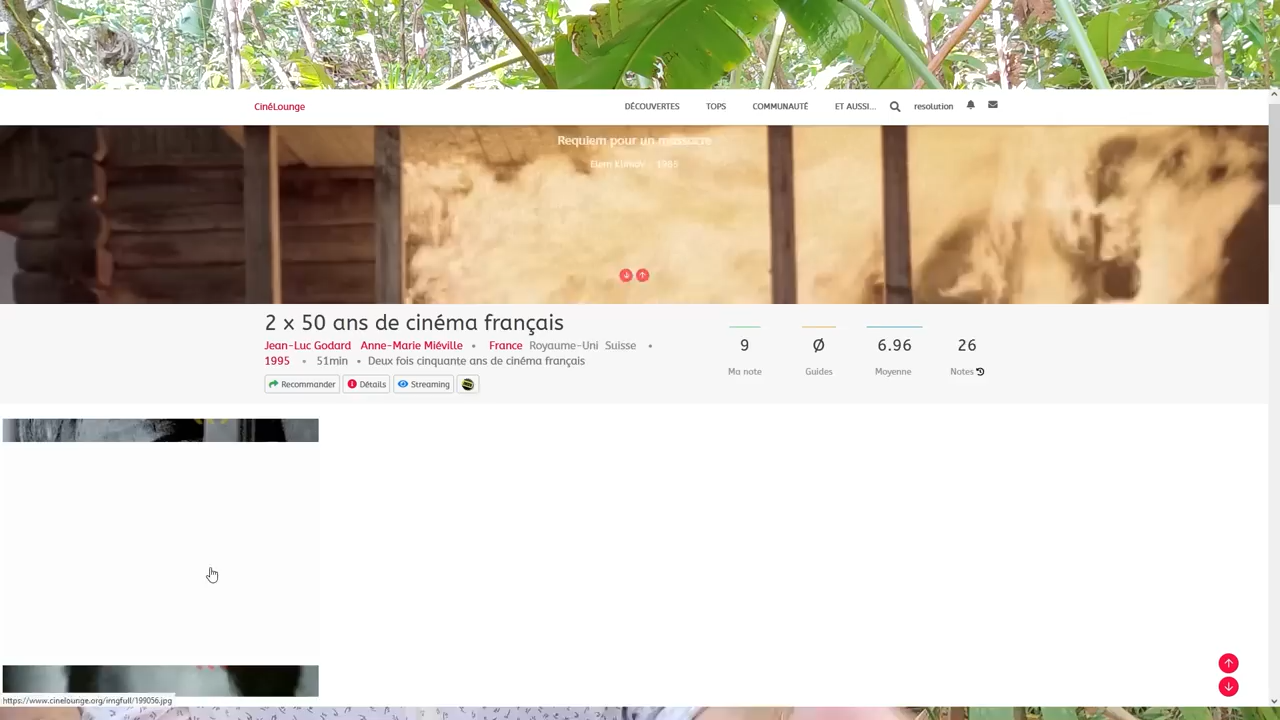 CinéLounge
DÉCOUVERTES TOPS COMMUNAUTÉ ET AUSSI... resolution
Requiem pour un massacre
Elem Klimov 1985
2 x 50 ans de cinéma français
Jean-Luc Godard Anne-Marie Miéville • France Royaume-Uni Suisse •
1995 • 51min • Deux fois cinquante ans de cinéma français
9 Ø 6.96 26
Ma note Guides Moyenne Notes
Recommander Détails Streaming
https://www.cinelounge.org/imgfull/199056.jpg